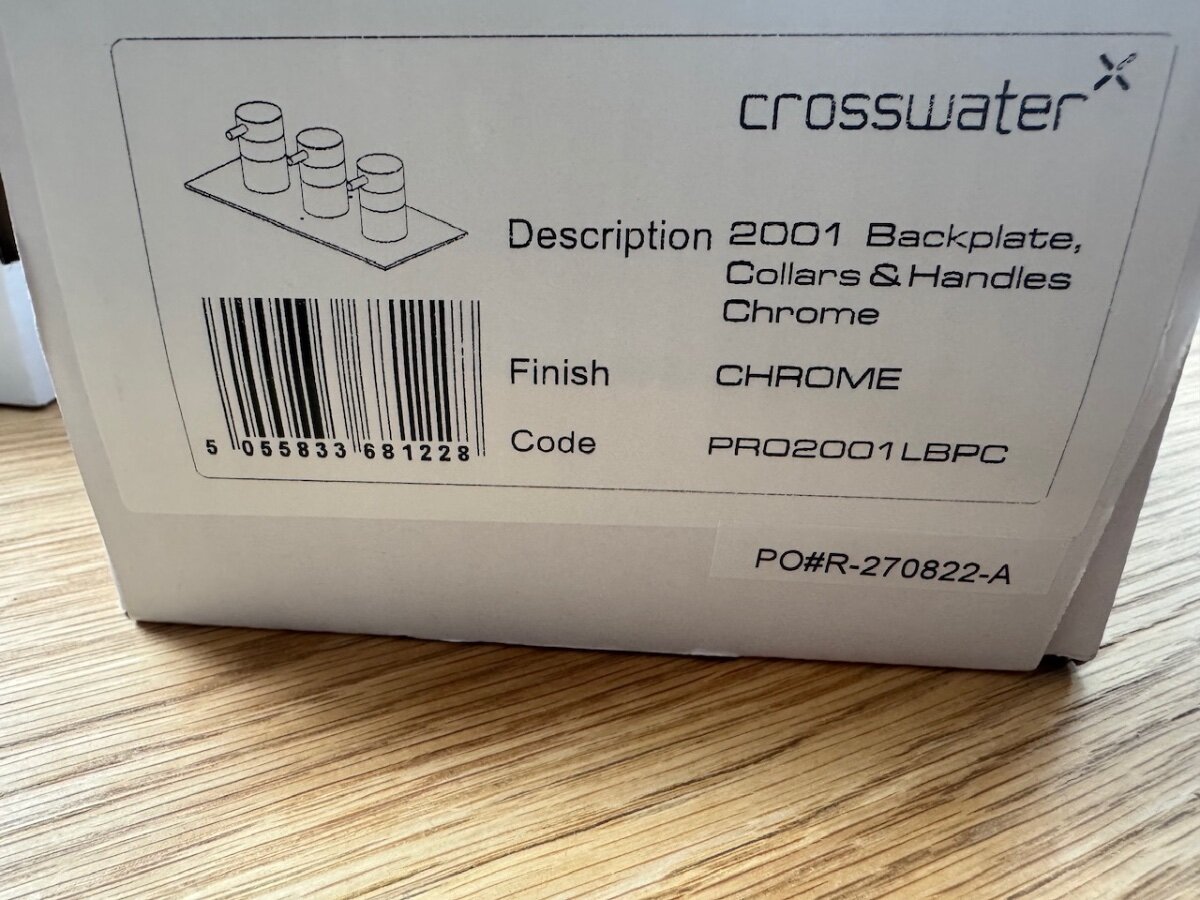 crosswater
Description 2001 Backplate,
Collars & Handles
Chrome
Finish CHROME
Code PRO2001LBPC
5 055833 681228
PO#R-270822-A